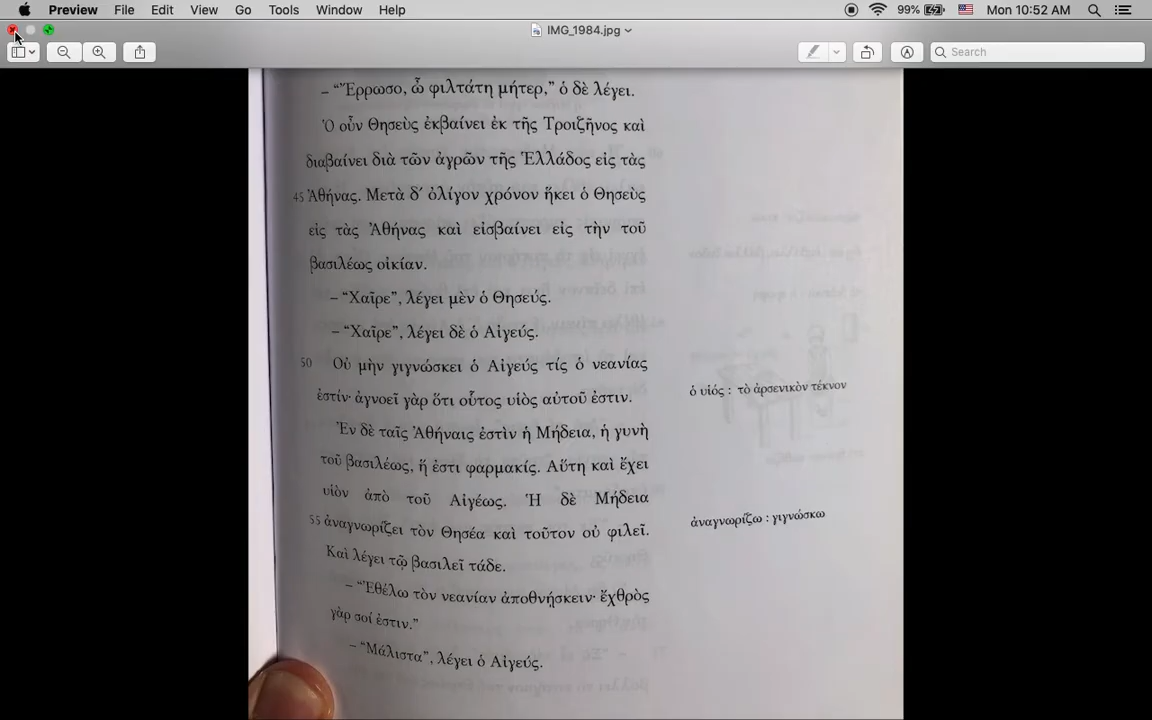 Preview File Edit View Go Tools Window Help 99% Mon 10:52 AM
IMG_1984.jpg
Search
– “Ἔρρωσο, ὦ φιλτάτη μήτερ,” ὁ δὲ λέγει.
Ὁ οὖν Θησεὺς ἐκβαίνει ἐκ τῆς Τροιζῆνος καὶ
διαβαίνει διὰ τῶν ἀγρῶν τῆς Ἑλλάδος εἰς τὰς
45 Ἀθήνας. Μετὰ δ’ ὀλίγον χρόνον ἥκει ὁ Θησεὺς
εἰς τὰς Ἀθήνας καὶ εἰσβαίνει εἰς τὴν τοῦ
βασιλέως οἰκίαν.
– “Χαῖρε”, λέγει μὲν ὁ Θησεύς.
– “Χαῖρε”, λέγει δὲ ὁ Αἰγεύς.
50 Οὐ μὴν γιγνώσκει ὁ Αἰγεύς τίς ὁ νεανίας
ἐστίν· ἀγνοεῖ γὰρ ὅτι οὗτος υἱὸς αὐτοῦ ἐστιν.
ὁ υἱός : τὸ ἀρσενικὸν τέκνον
Ἐν δὲ ταῖς Ἀθήναις ἐστὶν ἡ Μήδεια, ἡ γυνὴ
τοῦ βασιλέως, ἥ ἐστι φαρμακίς. Αὕτη καὶ ἔχει
υἱὸν ἀπὸ τοῦ Αἰγέως. Ἡ δὲ Μήδεια
55 ἀναγνωρίζει τὸν Θησέα καὶ τοῦτον οὐ φιλεῖ.
ἀναγνωρίζω : γιγνώσκω
Καὶ λέγει τῷ βασιλεῖ τάδε.
– “Ἐθέλω τὸν νεανίαν ἀποθνῄσκειν· ἔχθρὸς
γὰρ σοί ἐστιν.”
– “Μάλιστα”, λέγει ὁ Αἰγεύς.